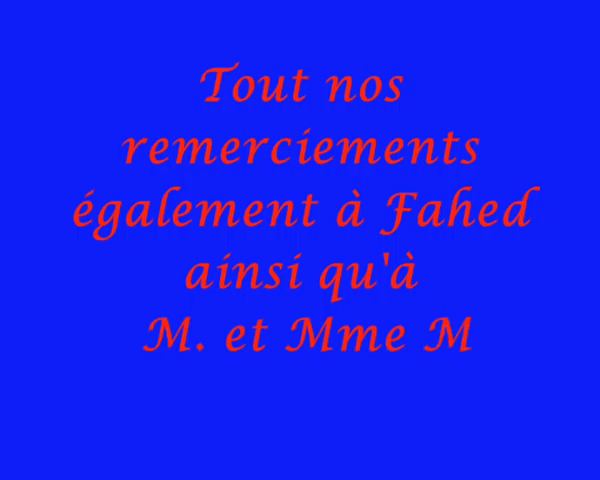 Tout nos
remerciements
également à Fahed
ainsi qu'à
M. et Mme M